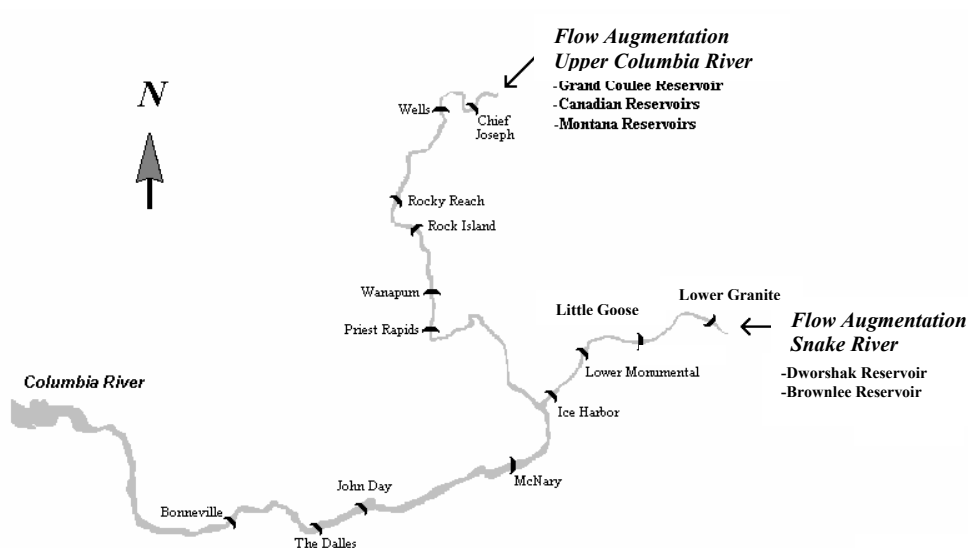 Flow Augmentation
Upper Columbia River
-Grand Coulee Reservoir
-Canadian Reservoirs
-Montana Reservoirs
N
Wells
Chief
Joseph
Rocky Reach
Rock Island
Wanapum
Priest Rapids
Little Goose
Lower Granite
Flow Augmentation
Snake River
-Dworshak Reservoir
-Brownlee Reservoir
Lower Monumental
Ice Harbor
Columbia River
McNary
John Day
Bonneville
The Dalles